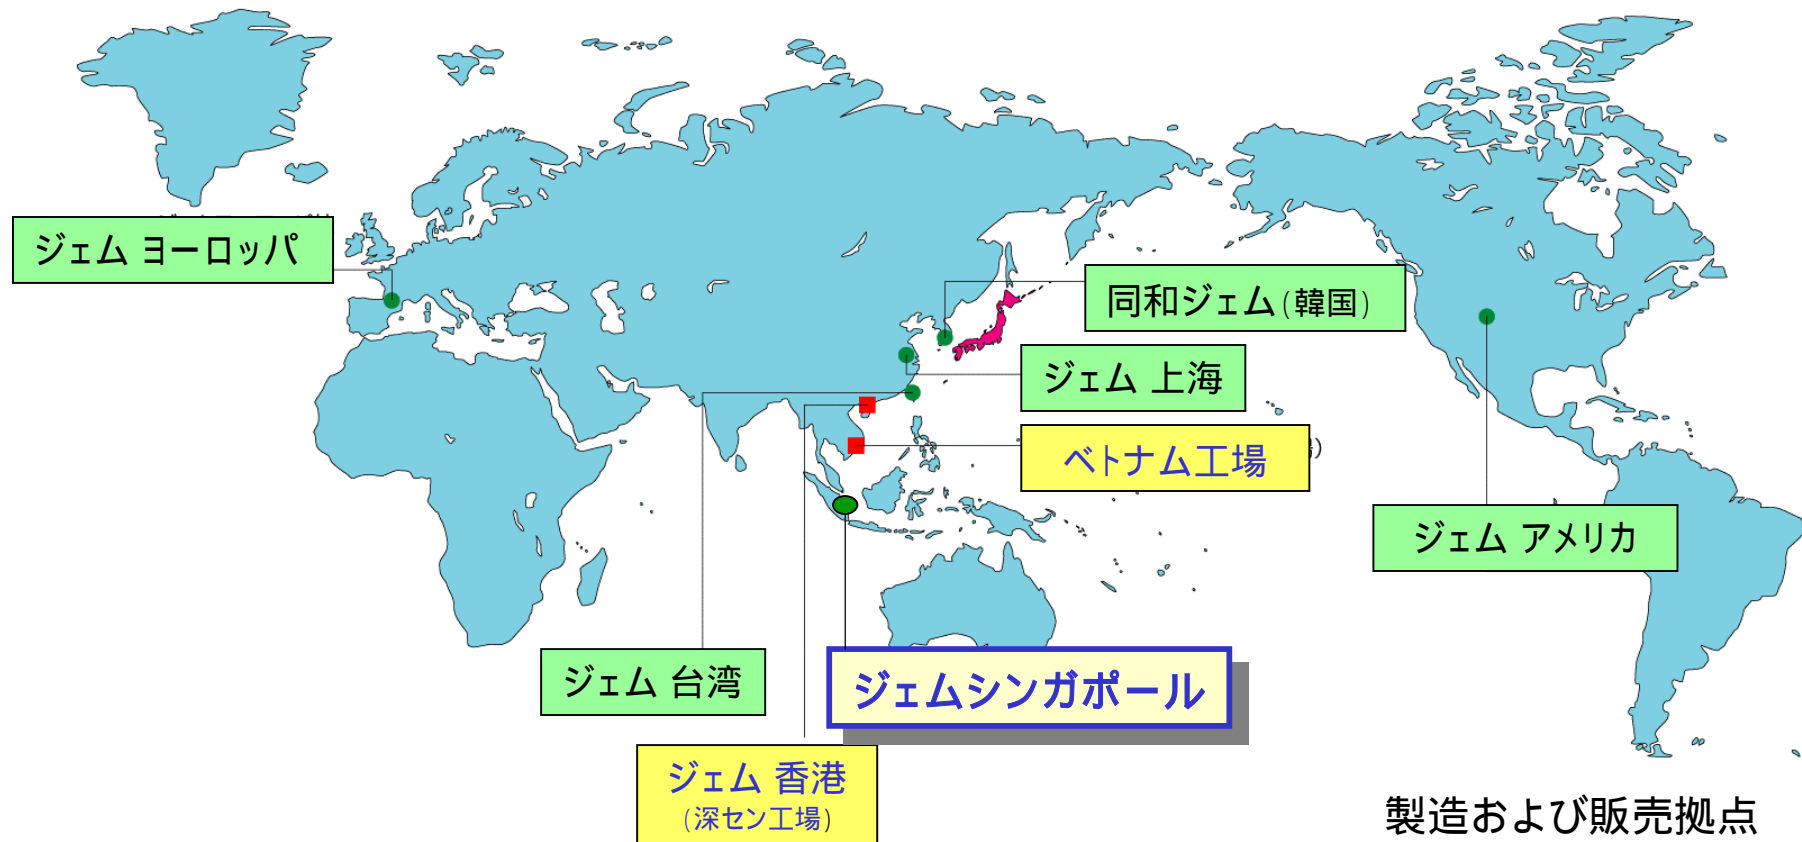 ジェム ヨーロッパ
同和ジェム(韓国)
ジェム 上海
ベトナム工場
)
ジェム アメリカ
ジェム 台湾
ジェムシンガポール
ジェム 香港
(深セン工場)
製造および販売拠点